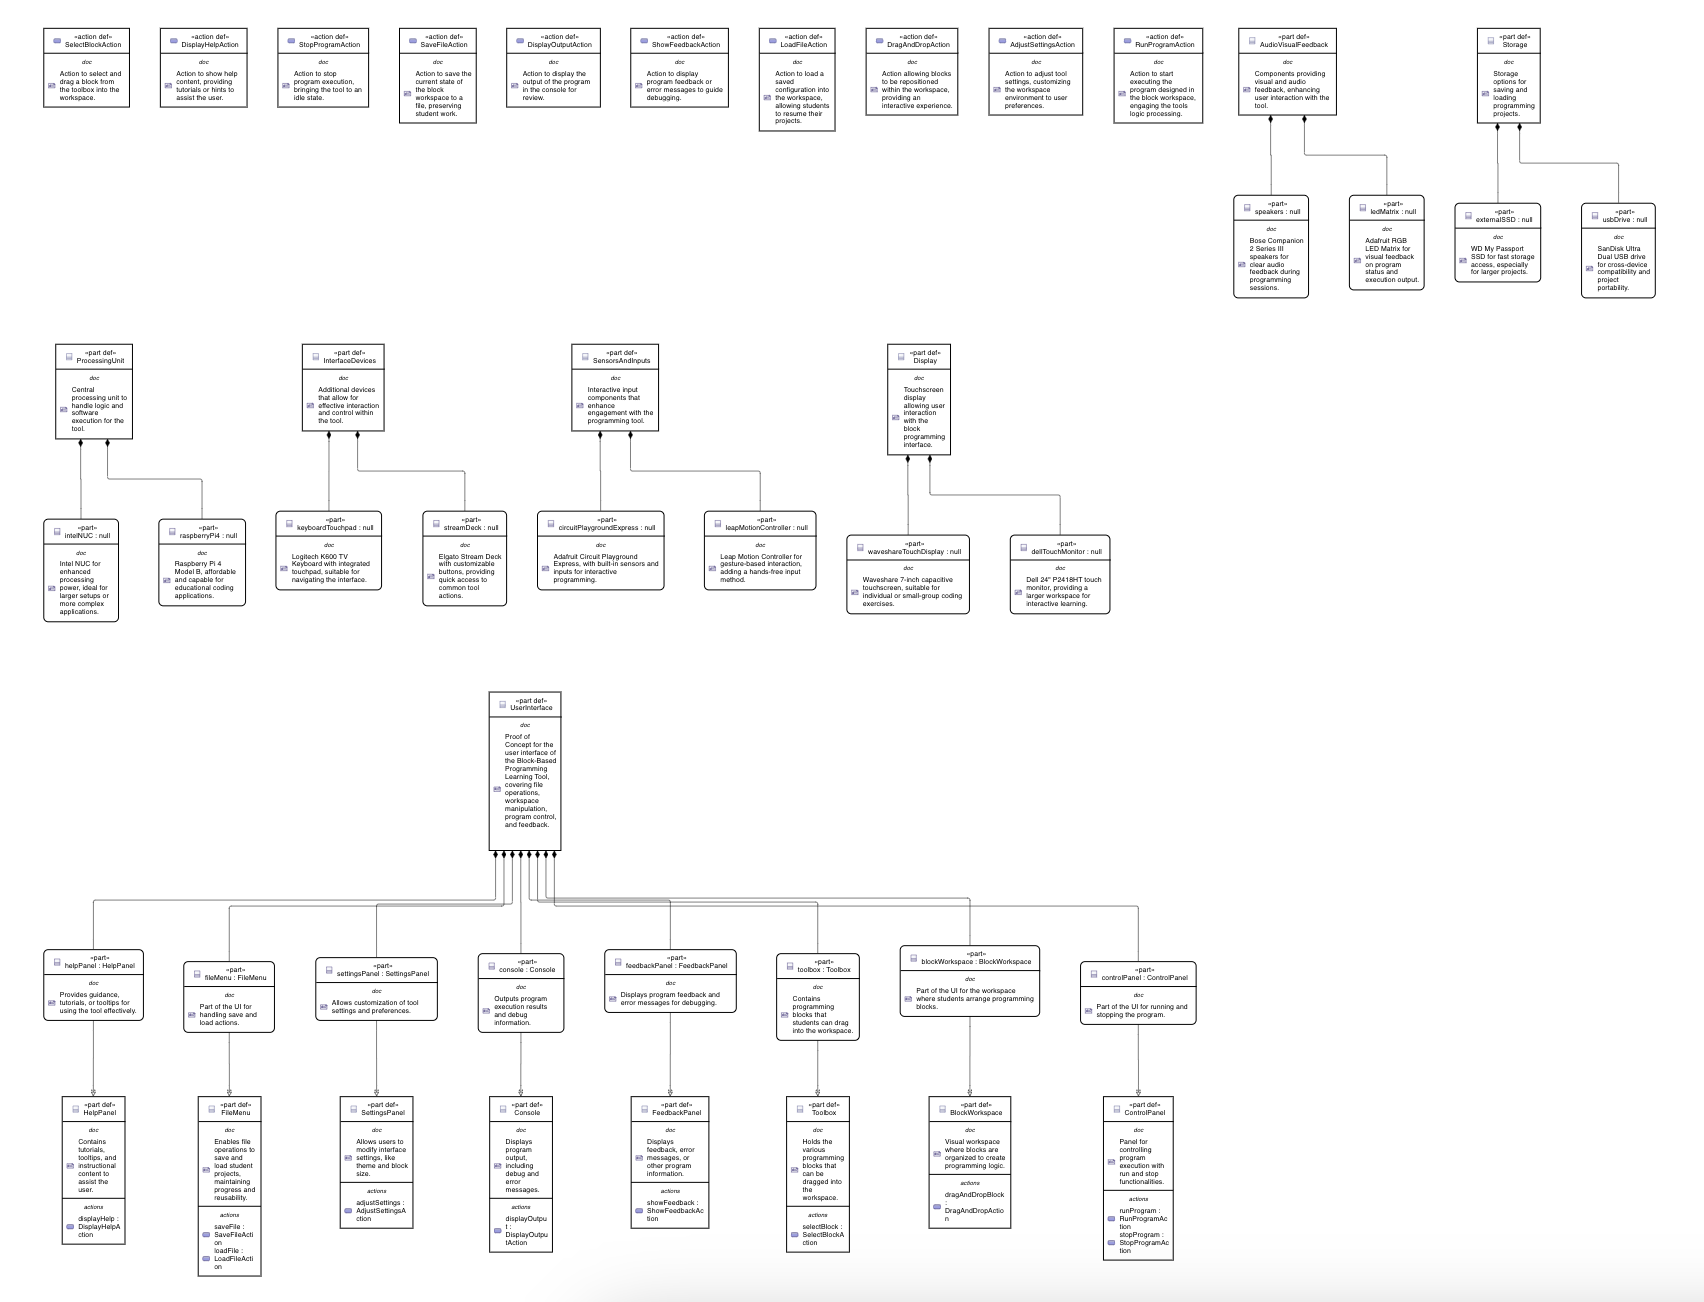 «action def»
SelectBlockAction
doc
Action to select and
drag a block from
the toolbox into the
workspace.
«action def»
DisplayHelpAction
doc
Action to show help
content, providing
tutorials or hints to
assist the user.
«action def»
StopProgramAction
doc
Action to stop
program execution,
bringing the tool to an
idle state.
«action def»
SaveFileAction
doc
Action to save the
current state of
the block
workspace to a
file, preserving
student work.
«action def»
DisplayOutputAction
doc
Action to display the
output of the program
in the console for
review.
«action def»
ShowFeedbackAction
doc
Action to display
program feedback or
error messages to guide
debugging.
«action def»
LoadFileAction
doc
Action to load a
saved
configuration into
the workspace,
allowing students
to resume their
projects.
«action def»
DragAndDropAction
doc
Action allowing blocks
to be repositioned
within the workspace,
providing an
interactive experience.
«action def»
AdjustSettingsAction
doc
Action to adjust tool
settings, customizing
the workspace
environment to user
preferences.
«action def»
RunProgramAction
doc
Action to start
executing the
program designed in
the block workspace,
engaging the tools
logic processing.
«part def»
AudioVisualFeedback
doc
Components providing
visual and audio
feedback, enhancing
user interaction with the
tool.
«part def»
Storage
doc
Storage
options for
saving and
loading
programming
projects.
«part»
speakers : null
doc
Bose Companion
2 Series III
speakers for
clear audio
feedback during
programming
sessions.
«part»
ledMatrix : null
doc
Adafruit RGB
LED Matrix for
visual feedback
on program
status and
execution output.
«part»
externalSSD : null
doc
WD My Passport
SSD for fast storage
access, especially
for larger projects.
«part»
usbDrive : null
doc
SanDisk Ultra
Dual USB drive
for cross-device
compatibility and
project
portability.
«part def»
ProcessingUnit
doc
Central
processing unit to
handle logic and
software
execution for the
tool.
«part def»
InterfaceDevices
doc
Additional devices
that allow for
effective interaction
and control within
the tool.
«part def»
SensorsAndInputs
doc
Interactive input
components that
enhance
engagement with the
programming tool.
«part def»
Display
doc
Touchscreen
display
allowing user
interaction
with the
block
programming
interface.
«part»
intelNUC : null
doc
Intel NUC for
enhanced
processing
power, ideal for
larger setups or
more complex
applications.
«part»
raspberryPi4 : null
doc
Raspberry Pi 4
Model B, affordable
and capable for
educational coding
applications.
«part»
keyboardTouchpad : null
doc
Logitech K600 TV
Keyboard with integrated
touchpad, suitable for
navigating the interface.
«part»
streamDeck : null
doc
Elgato Stream Deck
with customizable
buttons, providing
quick access to
common tool
actions.
«part»
circuitPlaygroundExpress : null
doc
Adafruit Circuit Playground
Express, with built-in sensors and
inputs for interactive
programming.
«part»
leapMotionController : null
doc
Leap Motion Controller for
gesture-based interaction,
adding a hands-free input
method.
«part»
waveshareTouchDisplay : null
doc
Waveshare 7-inch capacitive
touchscreen, suitable for
individual or small-group coding
exercises.
«part»
dellTouchMonitor : null
doc
Dell 24" P2418HT touch
monitor, providing a
larger workspace for
interactive learning.
«part def»
UserInterface
doc
Proof of
Concept for the
user interface of
the Block-Based
Programming
Learning Tool,
covering file
operations,
workspace
manipulation,
program control,
and feedback.
«part»
helpPanel : HelpPanel
doc
Provides guidance,
tutorials, or tooltips for
using the tool effectively.
«part»
fileMenu : FileMenu
doc
Part of the UI for
handling save and
load actions.
«part»
settingsPanel : SettingsPanel
doc
Allows customization of tool
settings and preferences.
«part»
console : Console
doc
Outputs program
execution results
and debug
information.
«part»
feedbackPanel : FeedbackPanel
doc
Displays program feedback and
error messages for debugging.
«part»
toolbox : Toolbox
doc
Contains
programming
blocks that
students can drag
into the workspace.
«part»
blockWorkspace : BlockWorkspace
doc
Part of the UI for the workspace
where students arrange programming
blocks.
«part»
controlPanel : ControlPanel
doc
Part of the UI for running and
stopping the program.
«part def»
HelpPanel
doc
Contains
tutorials,
tooltips, and
instructional
content to
assist the
user.
actions
displayHelp :
DisplayHelpA
ction
«part def»
FileMenu
doc
Enables file
operations to
save and
load student
projects,
maintaining
progress and
reusability.
actions
saveFile :
SaveFileActi
on
loadFile :
LoadFileActi
on
«part def»
SettingsPanel
doc
Allows users to
modify interface
settings, like
theme and block
size.
actions
adjustSettings :
AdjustSettingsA
ction
«part def»
Console
doc
Displays
program
output,
including
debug and
error
messages.
actions
displayOutpu
t :
DisplayOutpu
tAction
«part def»
FeedbackPanel
doc
Displays
feedback, error
messages, or
other program
information.
actions
showFeedback :
ShowFeedbackAc
tion
«part def»
Toolbox
doc
Holds the
various
programming
blocks that
can be
dragged into
the
workspace.
actions
selectBlock :
SelectBlockA
ction
«part def»
BlockWorkspace
doc
Visual workspace
where blocks are
organized to create
programming logic.
actions
dragAndDropBlock
:
DragAndDropActio
n
«part def»
ControlPanel
doc
Panel for
controlling
program
execution with
run and stop
functionalities.
actions
runProgram :
RunProgramAc
tion
stopProgram :
StopProgramAc
tion